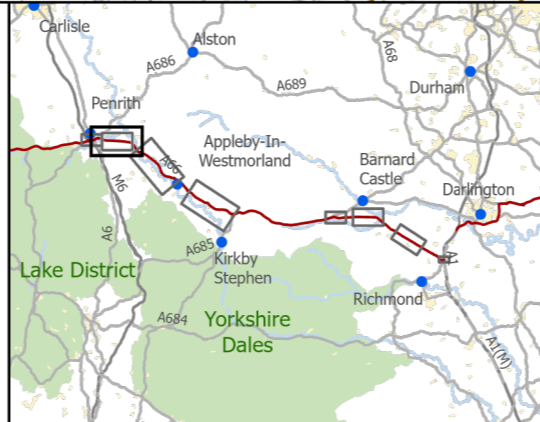 Carlisle
Alston
A686
A68
A689
Durham
Penrith
Appleby-In-
Westmorland
A66
Barnard
Castle
Darlington
M6
A6
A685
Kirkby
Stephen
A1
Lake District
Richmond
A684
Yorkshire
Dales
A1(M)